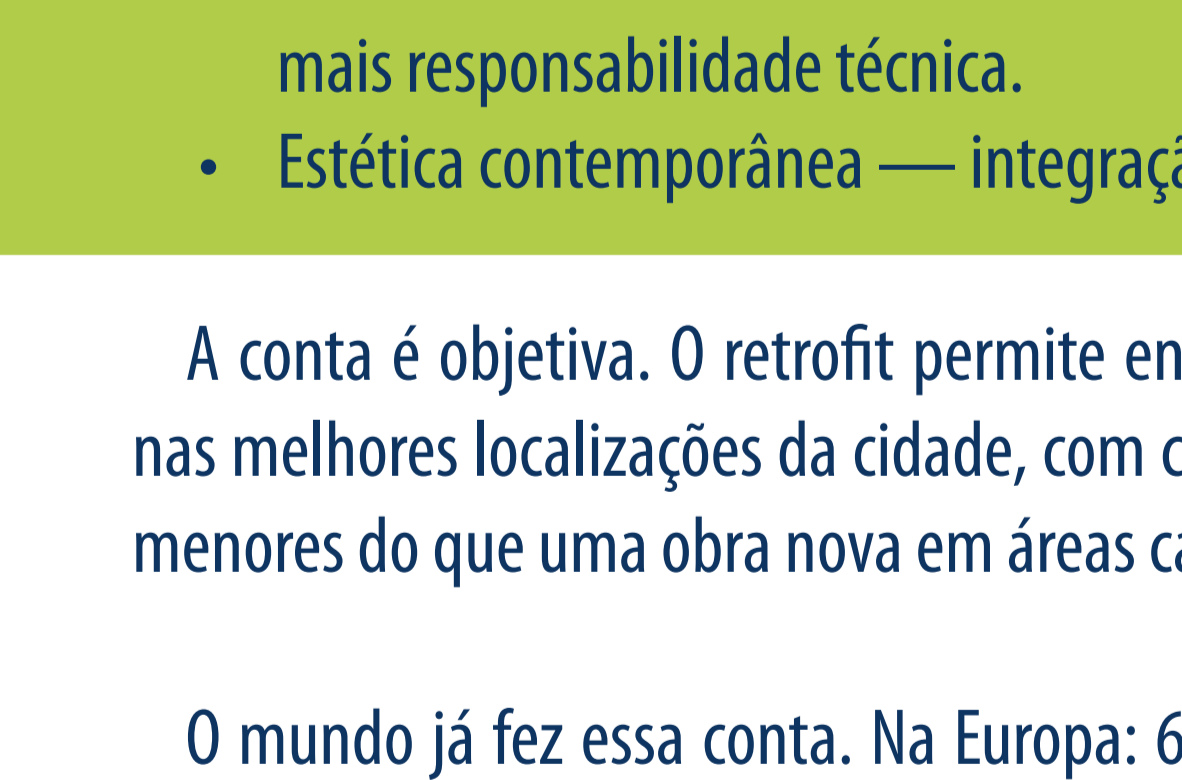 mais responsabilidade técnica.
• Estética contemporânea — integraçã
A conta é objetiva. O retrofit permite en
nas melhores localizações da cidade, com c
menores do que uma obra nova em áreas ca
O mundo já fez essa conta. Na Europa: 6